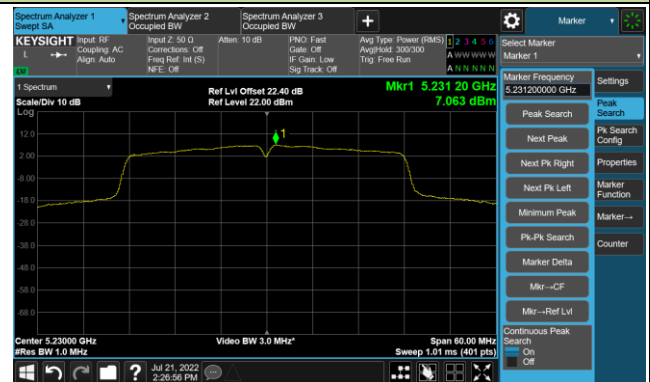 Spectrum Analyzer 1
Swept SA
Spectrum Analyzer 2
Occupied BW
Spectrum Analyzer 3
Occupied BW
Marker
KEYSIGHT
L
Input: RF
Coupling: AC
Align: Auto
Input Z: 50 Ω
Corrections: Off
Freq Ref: Int (S)
NFE: Off
Atten: 10 dB
PNO: Fast
Gate: Off
IF Gain: Low
Sig Track: Off
Avg Type: Power (RMS)
Avg|Hold: 300/300
Trig: Free Run
1 2 3 4 5 6
A W W W W W
A N N N N N
Select Marker
Marker 1
1 Spectrum
Scale/Div 10 dB
Log
Ref Lvl Offset 22.40 dB
Ref Level 22.00 dBm
Mkr1 5.231 20 GHz
7.063 dBm
1
12.0
2.00
-8.00
-18.0
-28.0
-38.0
-48.0
-58.0
-68.0
Center 5.23000 GHz
#Res BW 1.0 MHz
Video BW 3.0 MHz*
Span 60.00 MHz
Sweep 1.01 ms (401 pts)
Marker Frequency
5.231200000 GHz
Peak Search
Next Peak
Next Pk Right
Next Pk Left
Minimum Peak
Pk-Pk Search
Marker Delta
Mkr→CF
Mkr→Ref Lvl
Continuous Peak
Search
On
Off
Settings
Peak
Search
Pk Search
Config
Properties
Marker
Function
Marker→
Counter
?
Jul 21, 2022
2:26:56 PM